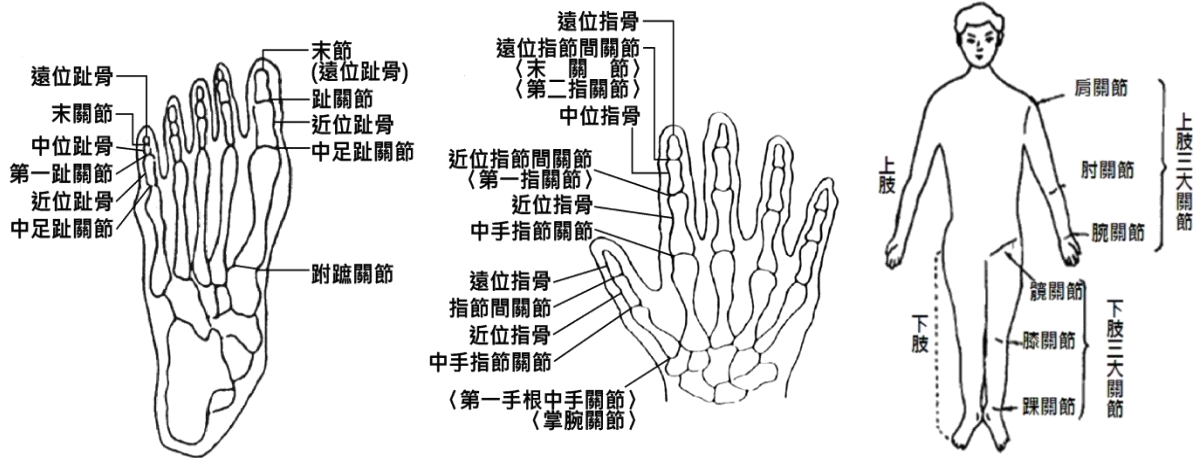 遠位趾骨
末關節
中位趾骨
第一趾關節
近位趾骨
中足趾關節
末節
(遠位趾骨)
趾關節
近位趾骨
中足趾關節
跗蹠關節
遠位指骨
遠位指節間關節
〈末關節〉
〈第二指關節〉
中位指骨
近位指節間關節
〈第一指關節〉
近位指骨
中手指節關節
遠位指骨
指節間關節
近位指骨
中手指節關節
〈第一手根中手關節〉
〈掌腕關節〉
上肢
下肢
肩關節
肘關節
腕關節
上肢三大關節
髖關節
膝關節
踝關節
下肢三大關節